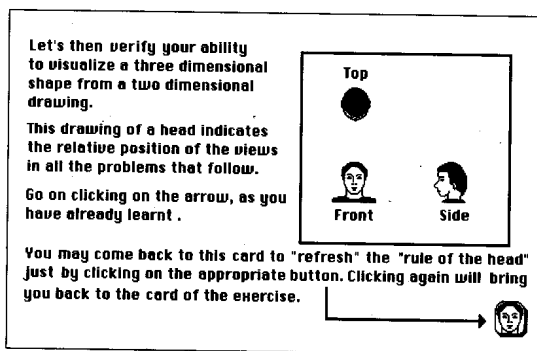 Let's then verify your ability
to visualize a three dimensional
shape from a two dimensional
drawing.
This drawing of a head indicates
the relative position of the views
in all the problems that follow.
Go on clicking on the arrow, as you
have already learnt .
Top
Front Side
You may come back to this card to "refresh" the "rule of the head"
just by clicking on the appropriate button. Clicking again will bring
you back to the card of the exercise.